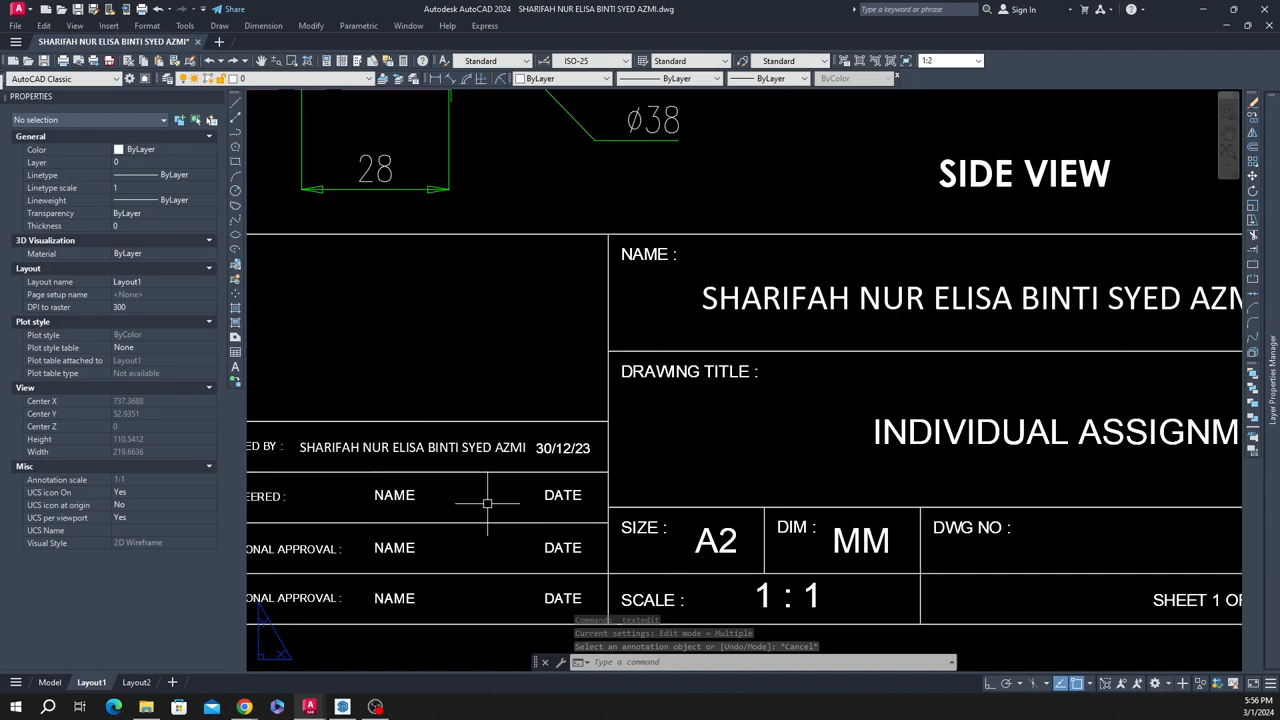 Share
Autodesk AutoCAD 2024 SHARIFAH NUR ELISA BINTI SYED AZMI.dwg
Type a keyword or phrase
Sign In
File Edit View Insert Format Tools Draw Dimension Modify Parametric Window Help Express
SHARIFAH NUR ELISA BINTI SYED AZMI*
Standard ISO-25 Standard Standard 1:2
AutoCAD Classic 0 ByLayer ByLayer ByLayer ByColor
PROPERTIES
No selection
General
Color ByLayer
Layer 0
Linetype ByLayer
Linetype scale 1
Lineweight ByLayer
Transparency ByLayer
Thickness 0
3D Visualization
Material ByLayer
Layout
Layout name Layout1
Page setup name <None>
DPI to raster 300
Plot style
Plot style ByColor
Plot style table None
Plot table attached to Layout1
Plot table type Not available
View
Center X 737.3688
Center Y 52.9351
Center Z 0
Height 110.5412
Width 219.6636
Misc
Annotation scale 1:1
UCS icon On Yes
UCS icon at origin No
UCS per viewport Yes
UCS Name
Visual Style 2D Wireframe
28
ø38
SIDE VIEW
NAME :
SHARIFAH NUR ELISA BINTI SYED AZMI
DRAWING TITLE :
INDIVIDUAL ASSIGNM
ED BY : SHARIFAH NUR ELISA BINTI SYED AZMI 30/12/23
EERED : NAME DATE
ONAL APPROVAL : NAME DATE
ONAL APPROVAL : NAME DATE
SIZE : A2 DIM : MM DWG NO :
SCALE : 1 : 1 SHEET 1 OF
Command: _textedit
Current settings: Edit mode = Multiple
Select an annotation object or [Undo/Mode]: *Cancel*
Type a command
Layer Properties Manager
Model Layout1 Layout2
5:56 PM
3/1/2024